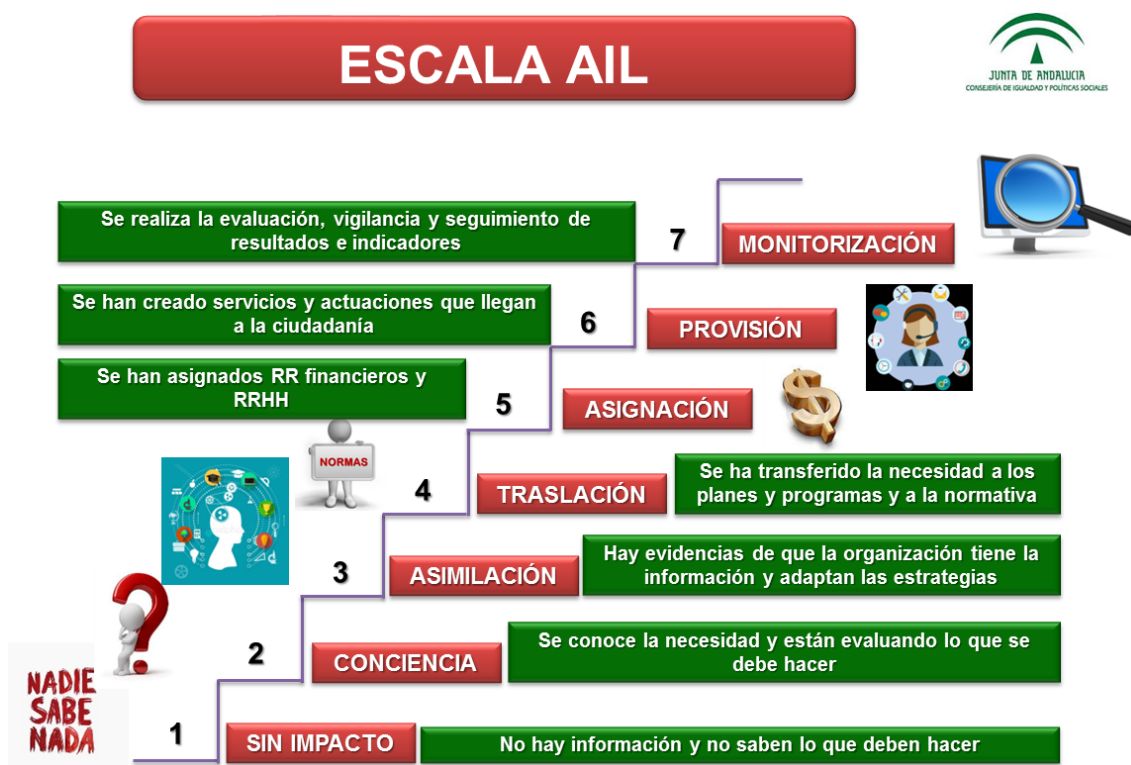 ESCALA AIL
JUNTA DE ANDALUCIA
CONSEJERÍA DE IGUALDAD Y POLÍTICAS SOCIALES
Se realiza la evaluación, vigilancia y seguimiento de
resultados e indicadores
7
MONITORIZACIÓN
Se han creado servicios y actuaciones que llegan
a la ciudadanía
6
PROVISIÓN
Se han asignados RR financieros y
RRHH
5
ASIGNACIÓN
NORMAS
4
TRASLACIÓN
Se ha transferido la necesidad a los
planes y programas y a la normativa
3
ASIMILACIÓN
Hay evidencias de que la organización tiene la
información y adaptan las estrategias
2
CONCIENCIA
Se conoce la necesidad y están evaluando lo que se
debe hacer
NADIE
SABE
NADA
1
SIN IMPACTO
No hay información y no saben lo que deben hacer